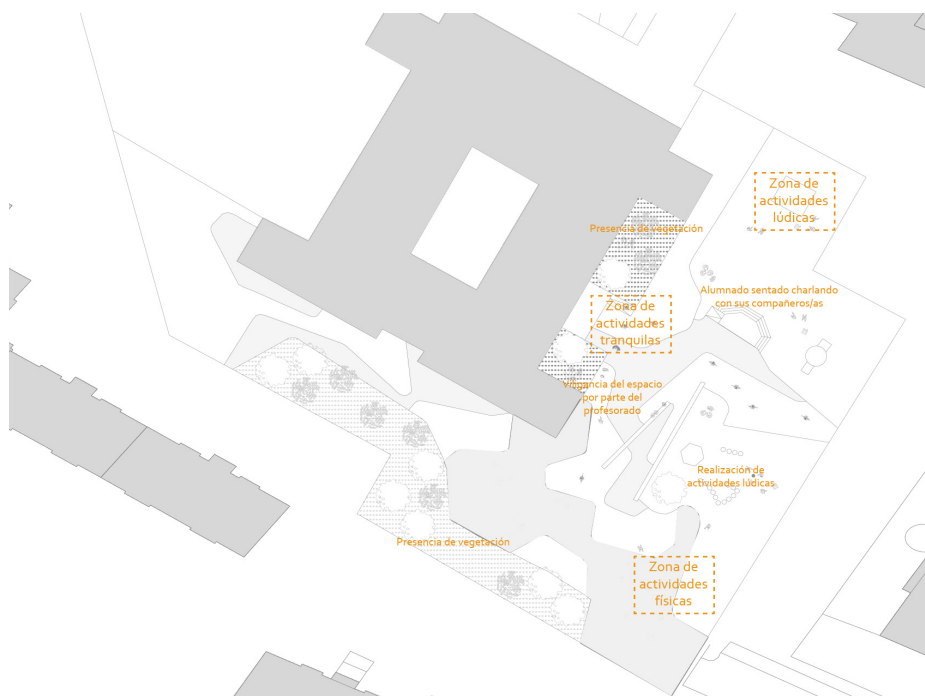 Zona de
actividades
lúdicas
Presencia de vegetación
Alumnado sentado charlando
con sus compañeros/as
Zona de
actividades
tranquilas
Vigilancia del espacio
por parte del
profesorado
Realización de
actividades lúdicas
Presencia de vegetación
Zona de
actividades
físicas